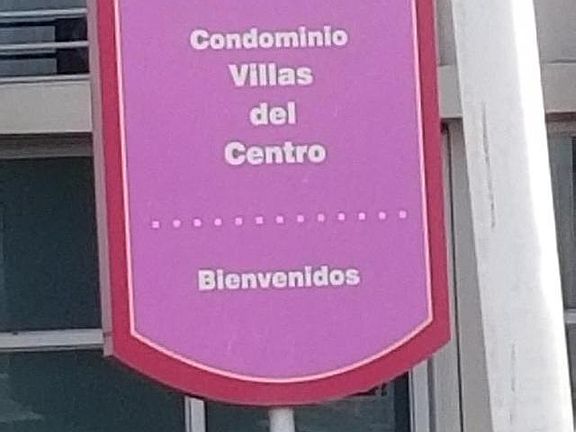 Condominio
Villas
del
Centro
Bienvenidos